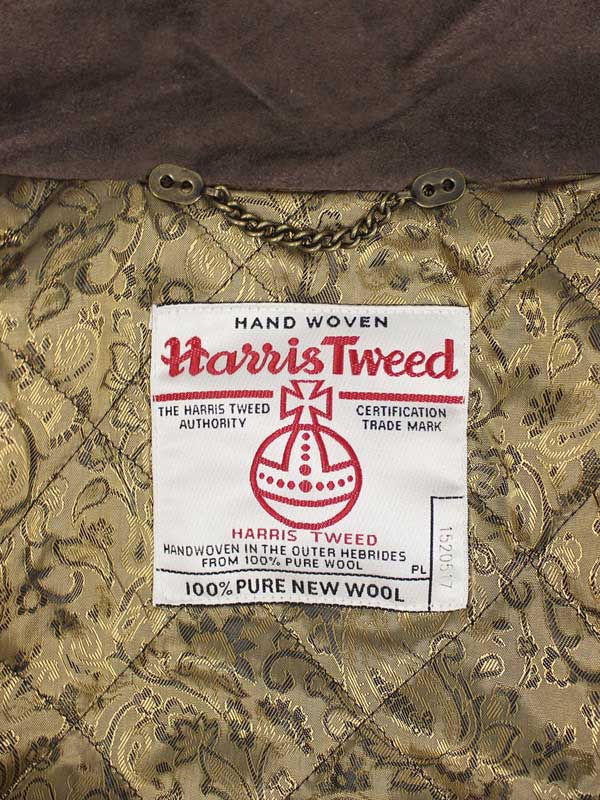 HAND WOVEN
Harris Tweed
THE HARRIS TWEED AUTHORITY
CERTIFICATION TRADE MARK
HARRIS TWEED
HANDWOVEN IN THE OUTER HEBRIDES
FROM 100% PURE WOOL
PL
1520517
100% PURE NEW WOOL